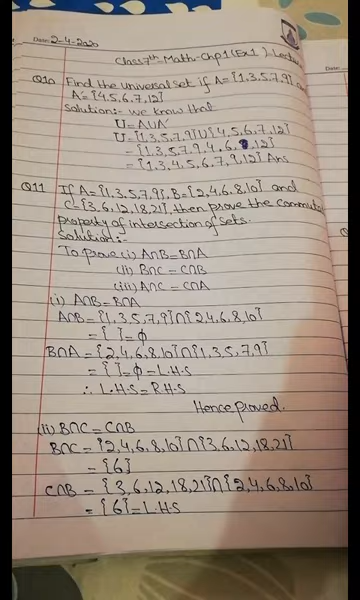 Date: 2-4-2020
Class 7th Math Chp 1 (Ex 1.
Q10 Find the universal set if A=[1,3,5,7,9]
A'=[4,5,6,7,12]
Solution:- we know that
U = A∪A'
U = [1,3,5,7,9]∪[4,5,6,7,12]
= [1,3,5,7,9,4,6,12]
= [1,3,4,5,6,7,9,12] Ans
Q11 If A=[1,3,5,7,9], B=[2,4,6,8,10] and
C=[3,6,12,18,21], then prove the commuta
property of intersection of sets.
Solution:-
To prove (i) A∩B=B∩A
(ii) B∩C=C∩B
(iii) A∩C=C∩A
(i) A∩B=B∩A
A∩B=[1,3,5,7,9]∩[2,4,6,8,10]
=[ ]=ϕ
B∩A=[2,4,6,8,10]∩[1,3,5,7,9]
=[ ]=ϕ=L.H.S
∴ L.H.S=R.H.S
Hence proved.
(ii) B∩C=C∩B
B∩C=[2,4,6,8,10]∩[3,6,12,18,21]
=[6]
C∩B=[3,6,12,18,21]∩[2,4,6,8,10]
=[6]=L.H.S
Date: